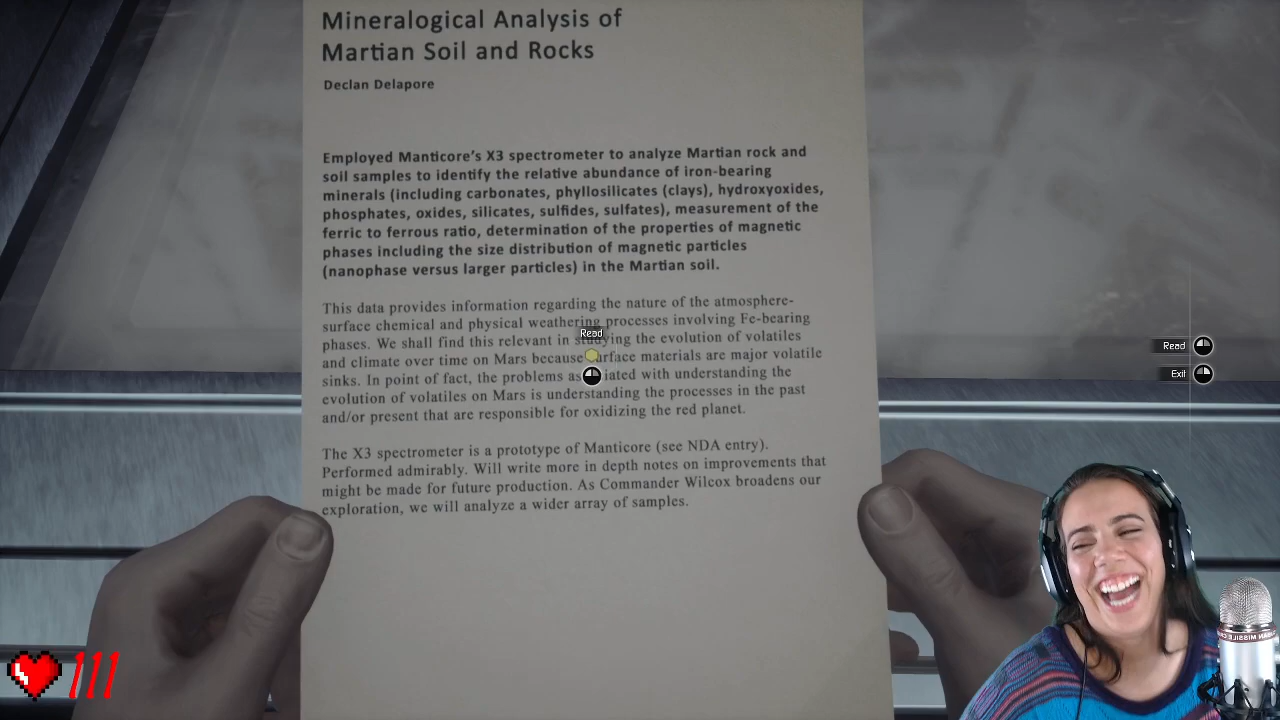 Mineralogical Analysis of
Martian Soil and Rocks
Declan Delapore
Employed Manticore's X3 spectrometer to analyze Martian rock and
soil samples to identify the relative abundance of iron-bearing
minerals (including carbonates, phyllosilicates (clays), hydroxyoxides,
phosphates, oxides, silicates, sulfides, sulfates), measurement of the
ferric to ferrous ratio, determination of the properties of magnetic
phases including the size distribution of magnetic particles
(nanophase versus larger particles) in the Martian soil.
This data provides information regarding the nature of the atmosphere-
surface chemical and physical weathering processes involving Fe-bearing
phases. We shall find this relevant in studying the evolution of volatiles
and climate over time on Mars because surface materials are major volatile
sinks. In point of fact, the problems associated with understanding the
evolution of volatiles on Mars is understanding the processes in the past
and/or present that are responsible for oxidizing the red planet.
The X3 spectrometer is a prototype of Manticore (see NDA entry).
Performed admirably. Will write more in depth notes on improvements that
might be made for future production. As Commander Wilcox broadens our
exploration, we will analyze a wider array of samples.
Read
Read
Exit
111